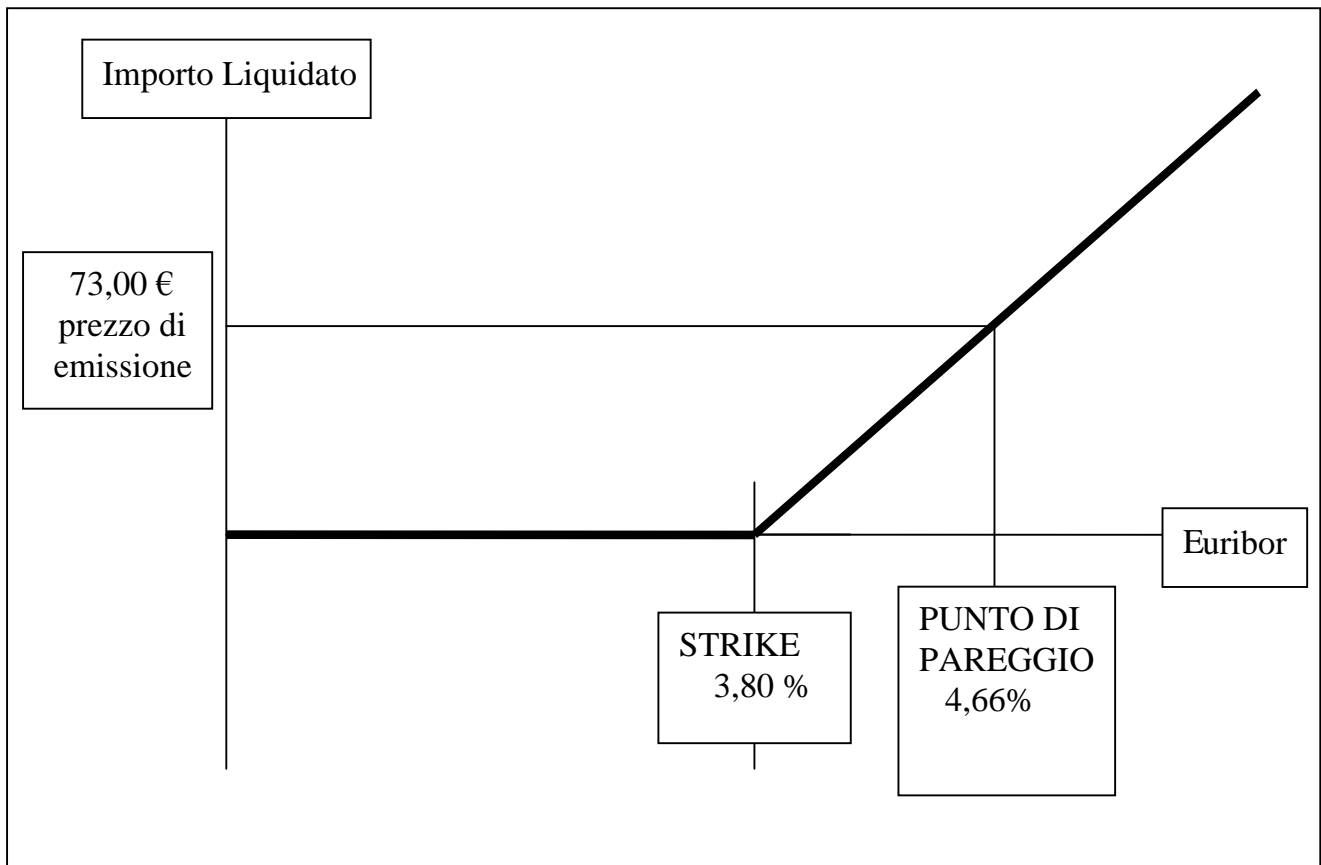 Importo Liquidato
73,00 €
prezzo di
emissione
Euribor
STRIKE
3,80 %
PUNTO DI
PAREGGIO
4,66%